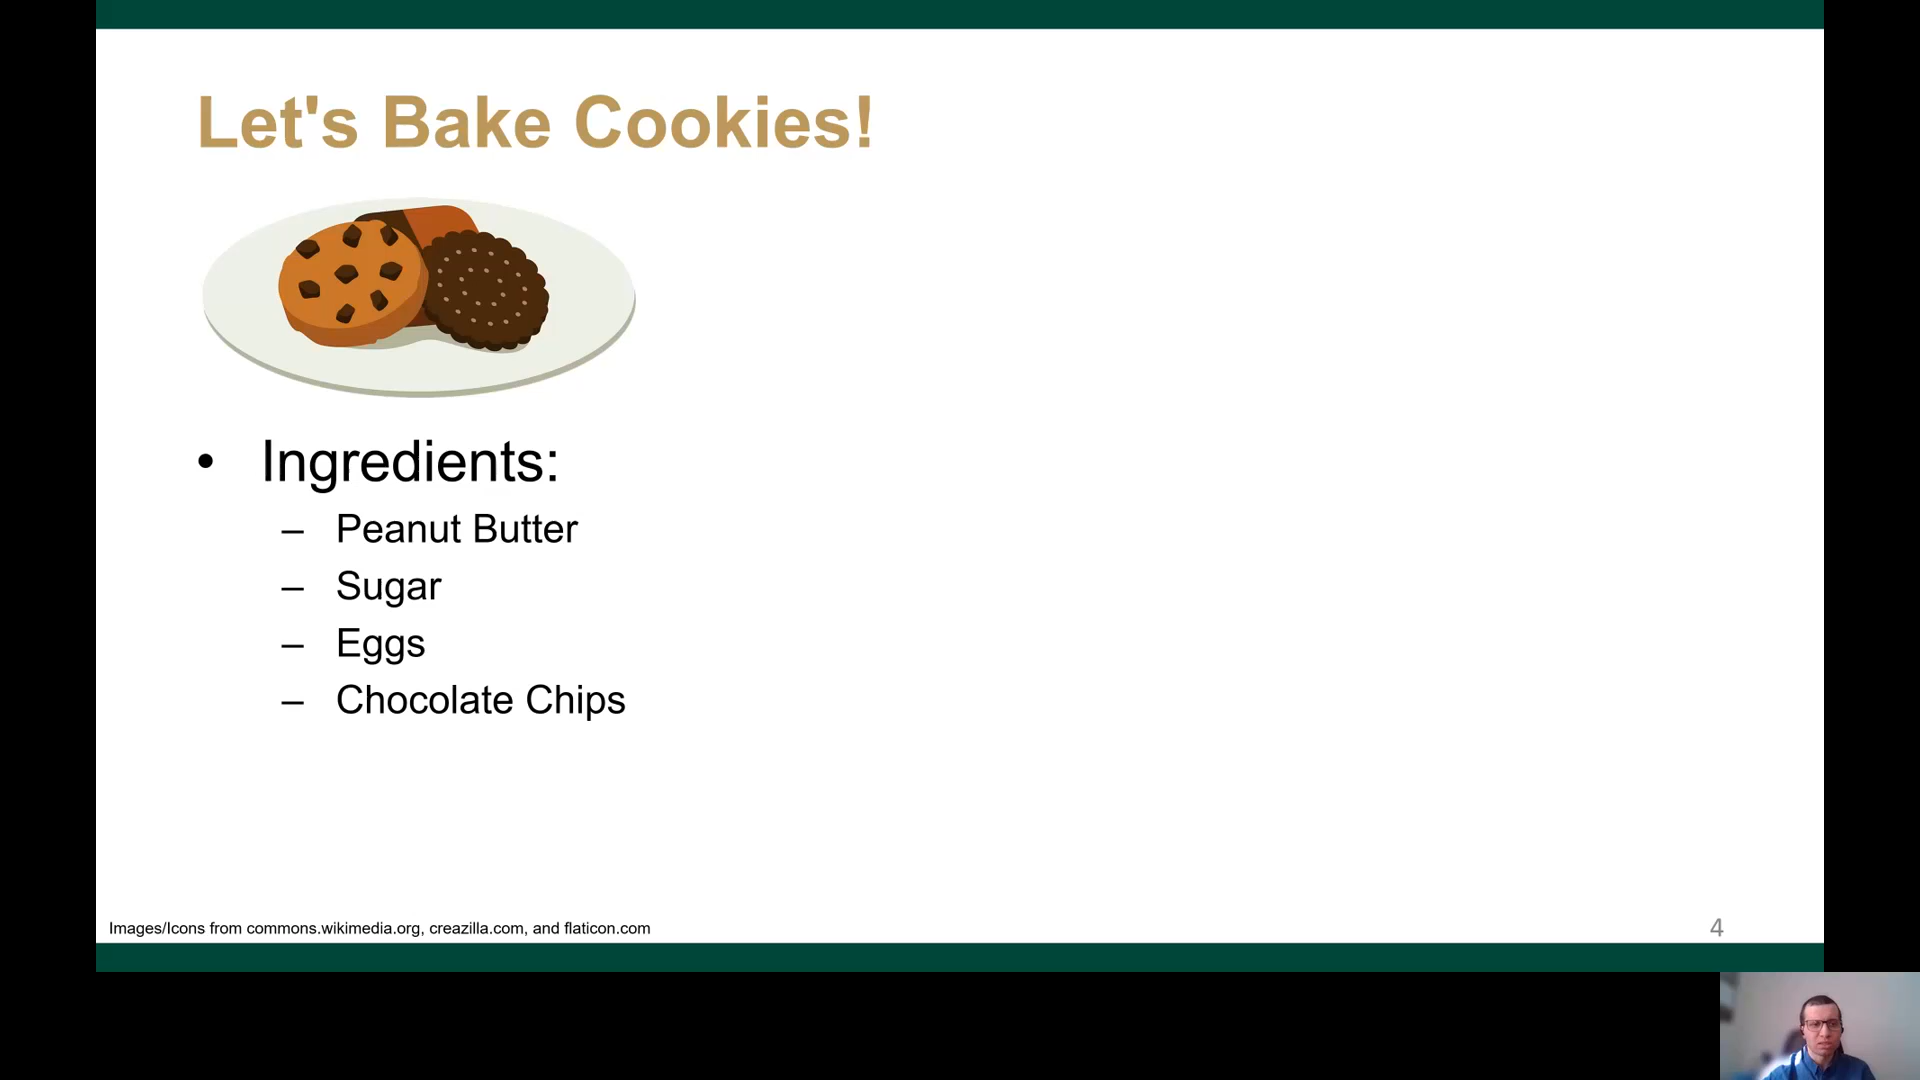 Let's Bake Cookies!
• Ingredients:
– Peanut Butter
– Sugar
– Eggs
– Chocolate Chips
Images/Icons from commons.wikimedia.org, creazilla.com, and flaticon.com
4